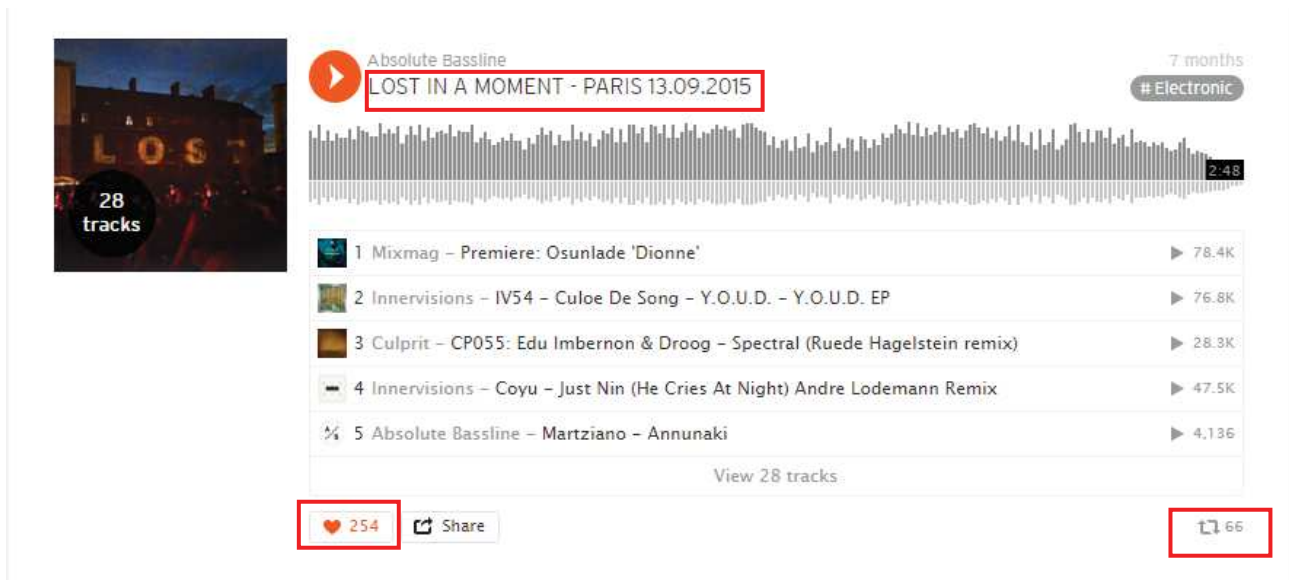 Absolute Bassline
7 months
LOST IN A MOMENT - PARIS 13.09.2015
# Electronic
LOST
28
tracks
2:48
1 Mixmag – Premiere: Osunlade 'Dionne'
78.4K
2 Innervisions – IV54 – Culoe De Song – Y.O.U.D. – Y.O.U.D. EP
76.8K
3 Culprit – CP055: Edu Imbernon & Droog – Spectral (Ruede Hagelstein remix)
28.3K
4 Innervisions – Coyu – Just Nin (He Cries At Night) Andre Lodemann Remix
47.5K
5 Absolute Bassline – Martziano – Annunaki
4,136
View 28 tracks
254
Share
66